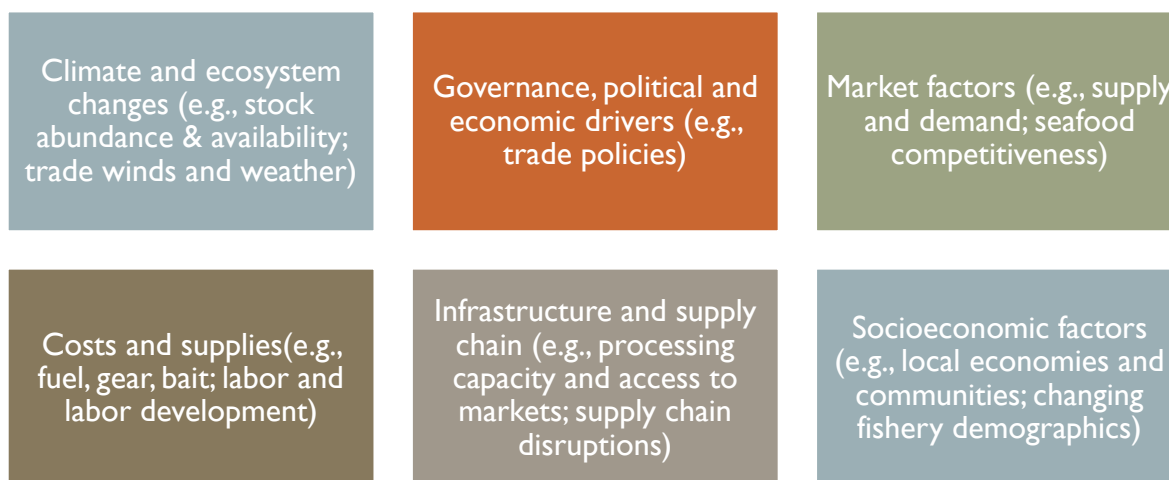 Climate and ecosystem
changes (e.g., stock
abundance & availability;
trade winds and weather)
Governance, political and
economic drivers (e.g.,
trade policies)
Market factors (e.g., supply
and demand; seafood
competitiveness)
Costs and supplies(e.g.,
fuel, gear, bait; labor and
labor development)
Infrastructure and supply
chain (e.g., processing
capacity and access to
markets; supply chain
disruptions)
Socioeconomic factors
(e.g., local economies and
communities; changing
fishery demographics)